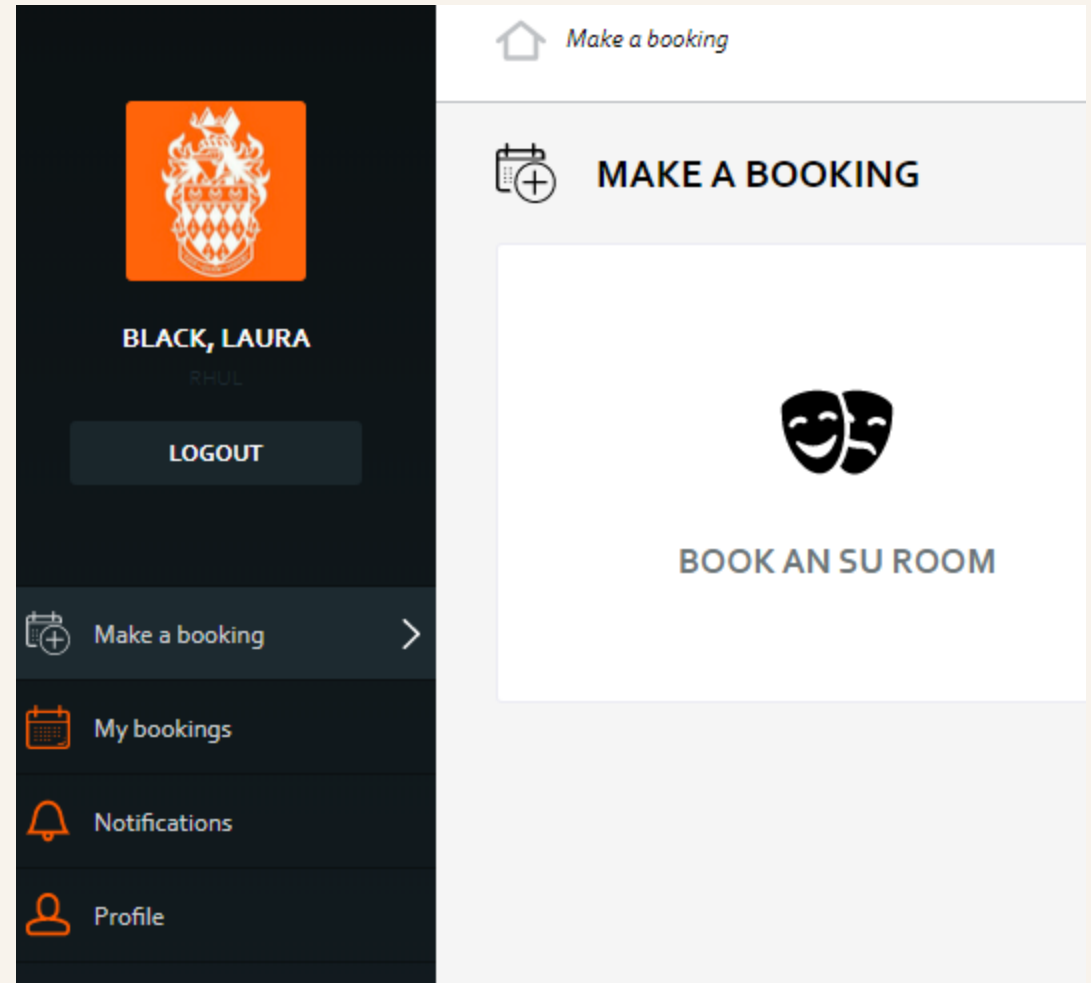 Make a booking
MAKE A BOOKING
BLACK, LAURA
RHUL
LOGOUT
BOOK AN SU ROOM
Make a booking
My bookings
Notifications
Profile